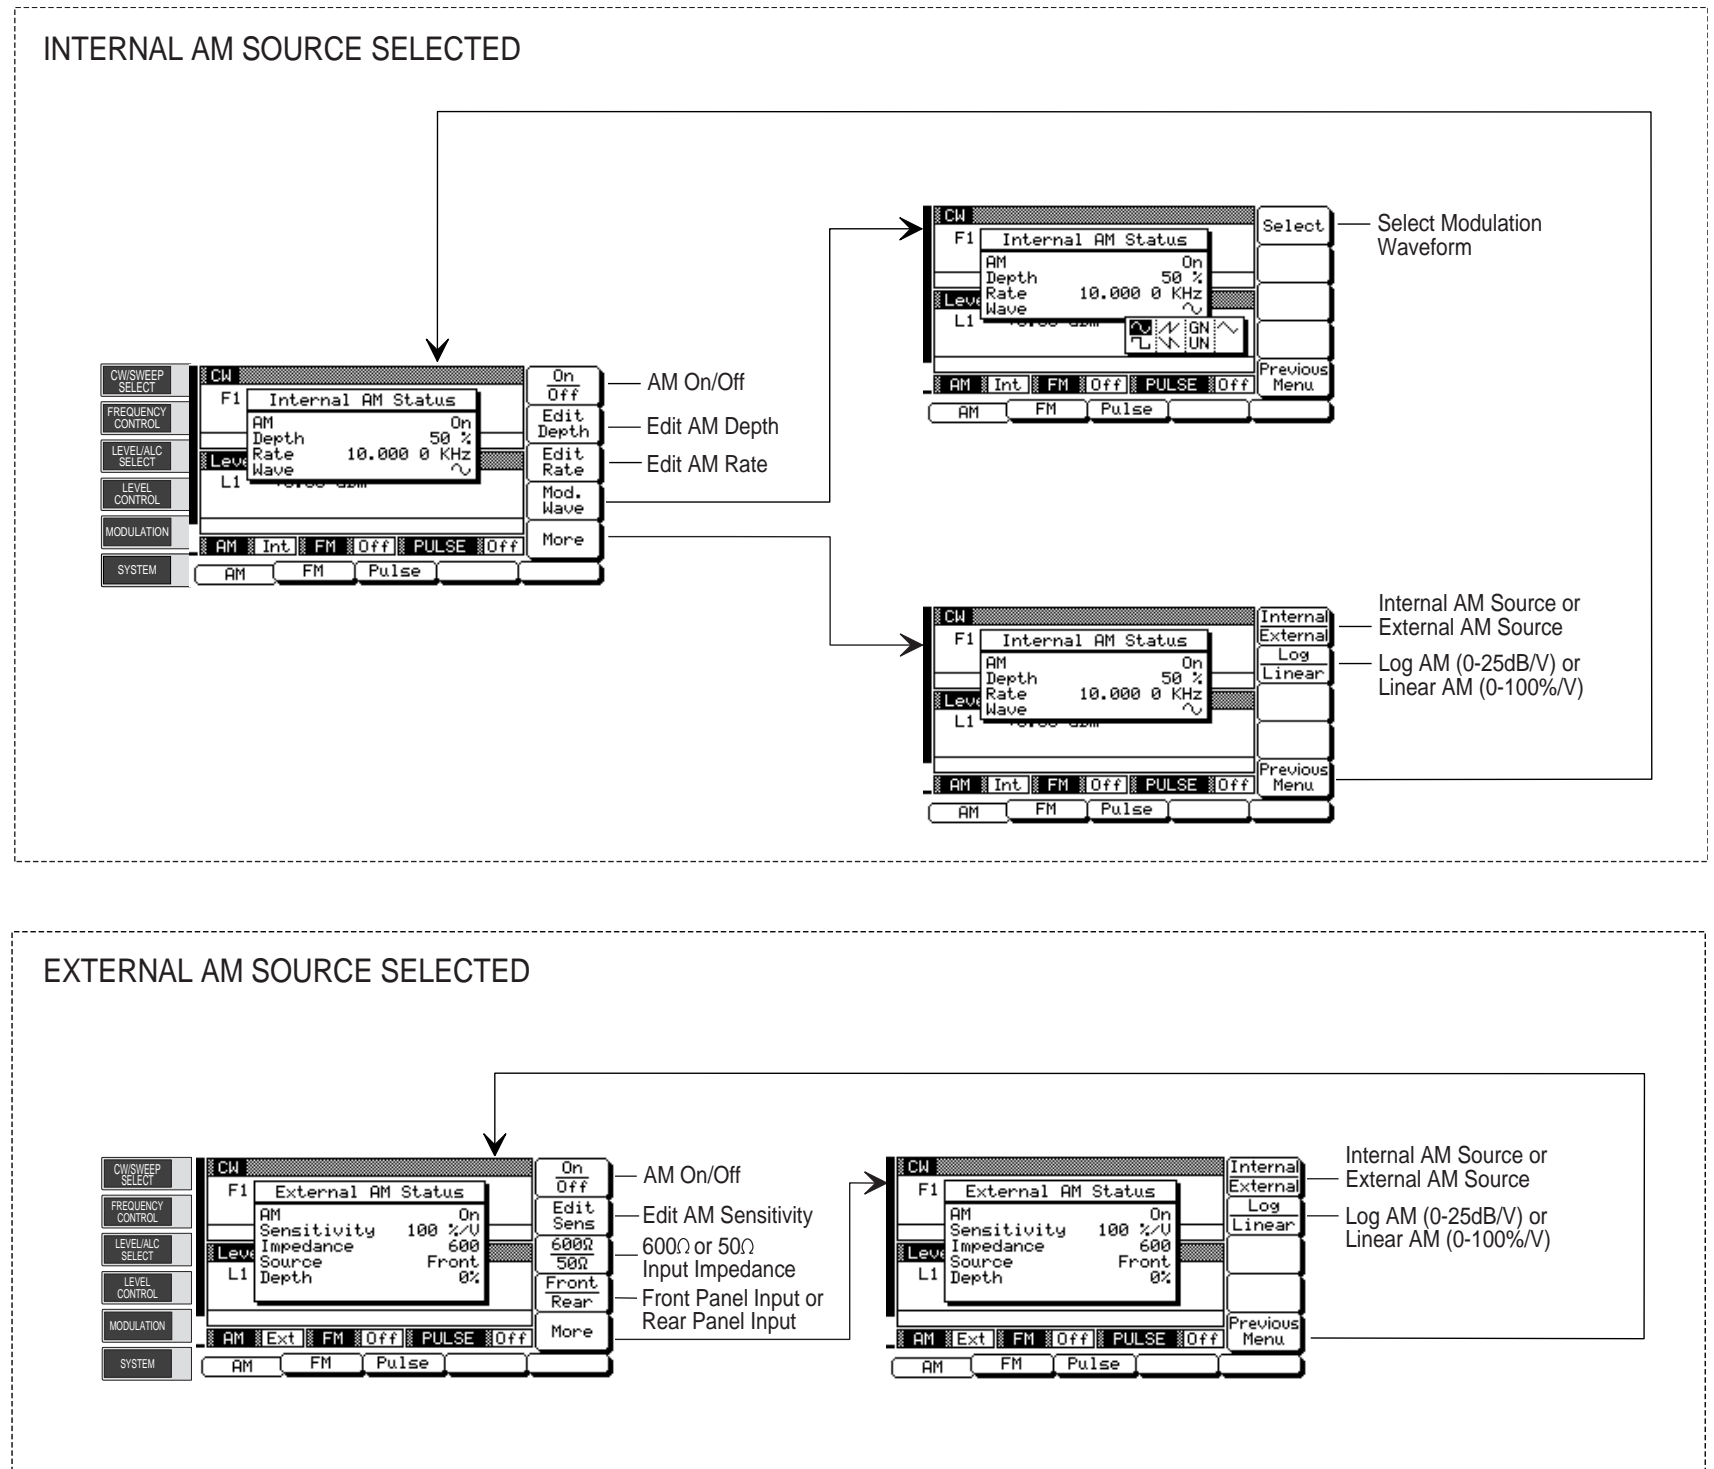 INTERNAL AM SOURCE SELECTED
CW
F1
Internal AM Status
AM On
Depth 50 %
Rate 10.000 0 KHz
Wave
Leve
L1
AM Int FM Off PULSE Off
AM FM Pulse
Select
Previous
Menu
GN
UN
Select Modulation
Waveform
CW/SWEEP
SELECT
FREQUENCY
CONTROL
LEVEL/ALC
SELECT
LEVEL
CONTROL
MODULATION
SYSTEM
CW
F1
Internal AM Status
AM On
Depth 50 %
Rate 10.000 0 KHz
Wave
Leve
L1
AM Int FM Off PULSE Off
AM FM Pulse
On
Off
Edit
Depth
Edit
Rate
Mod.
Wave
More
AM On/Off
Edit AM Depth
Edit AM Rate
CW
F1
Internal AM Status
AM On
Depth 50 %
Rate 10.000 0 KHz
Wave
Leve
L1
AM Int FM Off PULSE Off
AM FM Pulse
Internal
External
Log
Linear
Previous
Menu
Internal AM Source or
External AM Source
Log AM (0-25dB/V) or
Linear AM (0-100%/V)
EXTERNAL AM SOURCE SELECTED
CW/SWEEP
SELECT
FREQUENCY
CONTROL
LEVEL/ALC
SELECT
LEVEL
CONTROL
MODULATION
SYSTEM
CW
F1
External AM Status
AM On
Sensitivity 100 %/V
Impedance 600
Source Front
Depth 0%
Leve
L1
AM Ext FM Off PULSE Off
AM FM Pulse
On
Off
Edit
Sens
600Ω
50Ω
Front
Rear
More
AM On/Off
Edit AM Sensitivity
600Ω or 50Ω
Input Impedance
Front Panel Input or
Rear Panel Input
CW
F1
External AM Status
AM On
Sensitivity 100 %/V
Impedance 600
Source Front
Depth 0%
Leve
L1
AM Ext FM Off PULSE Off
AM FM Pulse
Internal
External
Log
Linear
Previous
Menu
Internal AM Source or
External AM Source
Log AM (0-25dB/V) or
Linear AM (0-100%/V)